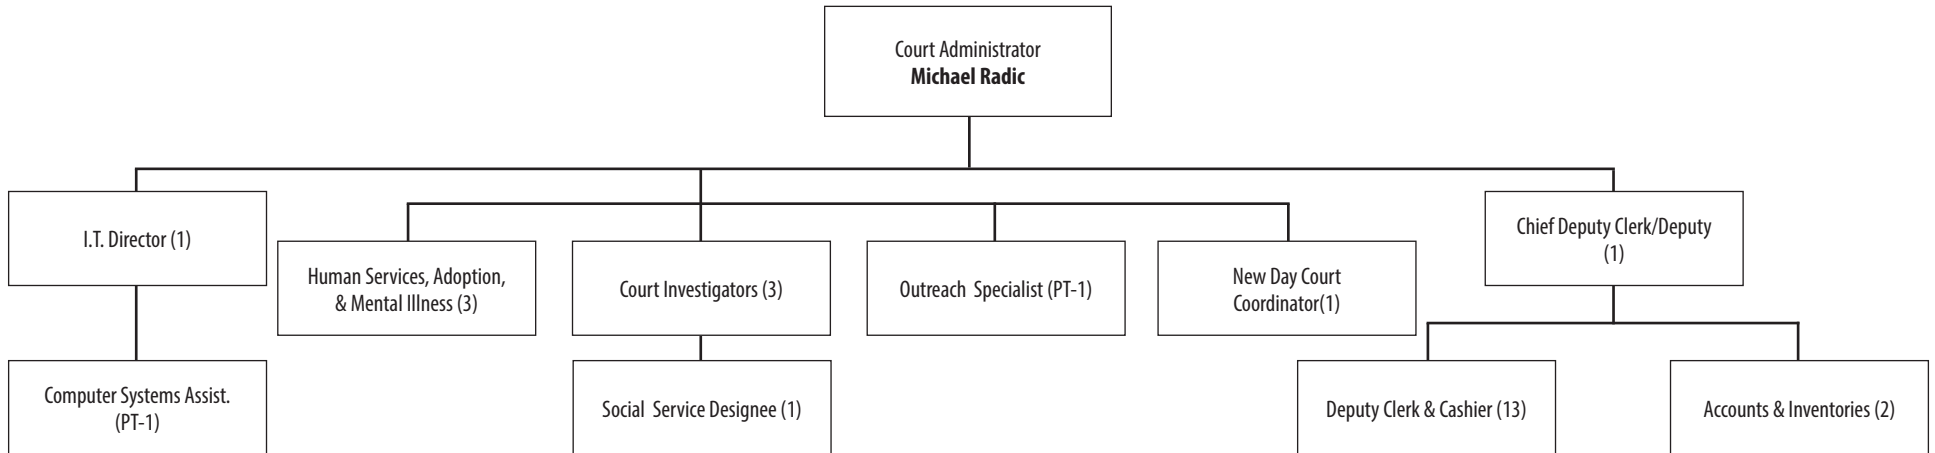 Court Administrator
Michael Radic
I.T. Director (1)
Chief Deputy Clerk/Deputy
(1)
Human Services, Adoption,
& Mental Illness (3)
Court Investigators (3)
Outreach Specialist (PT-1)
New Day Court
Coordinator(1)
Computer Systems Assist.
(PT-1)
Social Service Designee (1)
Deputy Clerk & Cashier (13)
Accounts & Inventories (2)